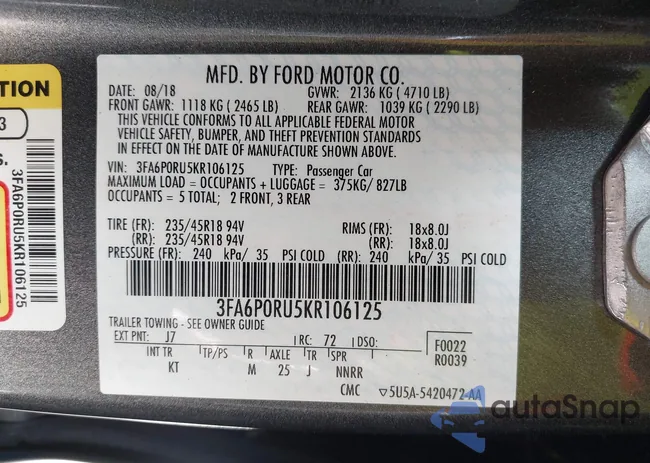 MFD. BY FORD MOTOR CO.
DATE: 08/18 GVWR: 2136 KG ( 4710 LB)
FRONT GAWR: 1118 KG ( 2465 LB) REAR GAWR: 1039 KG ( 2290 LB)
THIS VEHICLE CONFORMS TO ALL APPLICABLE FEDERAL MOTOR
VEHICLE SAFETY, BUMPER, AND THEFT PREVENTION STANDARDS
IN EFFECT ON THE DATE OF MANUFACTURE SHOWN ABOVE.
VIN: 3FA6P0RU5KR106125 TYPE: Passenger Car
MAXIMUM LOAD = OCCUPANTS + LUGGAGE = 375KG/ 827LB
OCCUPANTS = 5 TOTAL; 2 FRONT, 3 REAR
TIRE (FR): 235/45R18 94V RIMS (FR): 18x8.0J
(RR): 235/45R18 94V (RR): 18x8.0J
PRESSURE (FR): 240 kPa/ 35 PSI COLD (RR): 240 kPa/ 35 PSI COLD
3FA6P0RU5KR106125
TRAILER TOWING - SEE OWNER GUIDE
EXT PNT: J7 RC: 72 DSO: F0022
R0039
INT TR TP/PS R AXLE TR SPR
KT M 25 J NNRR
CMC ▽5U5A-5420472-AA
TION
3
S.
3FA6P0RU5KR106125
autoSnap